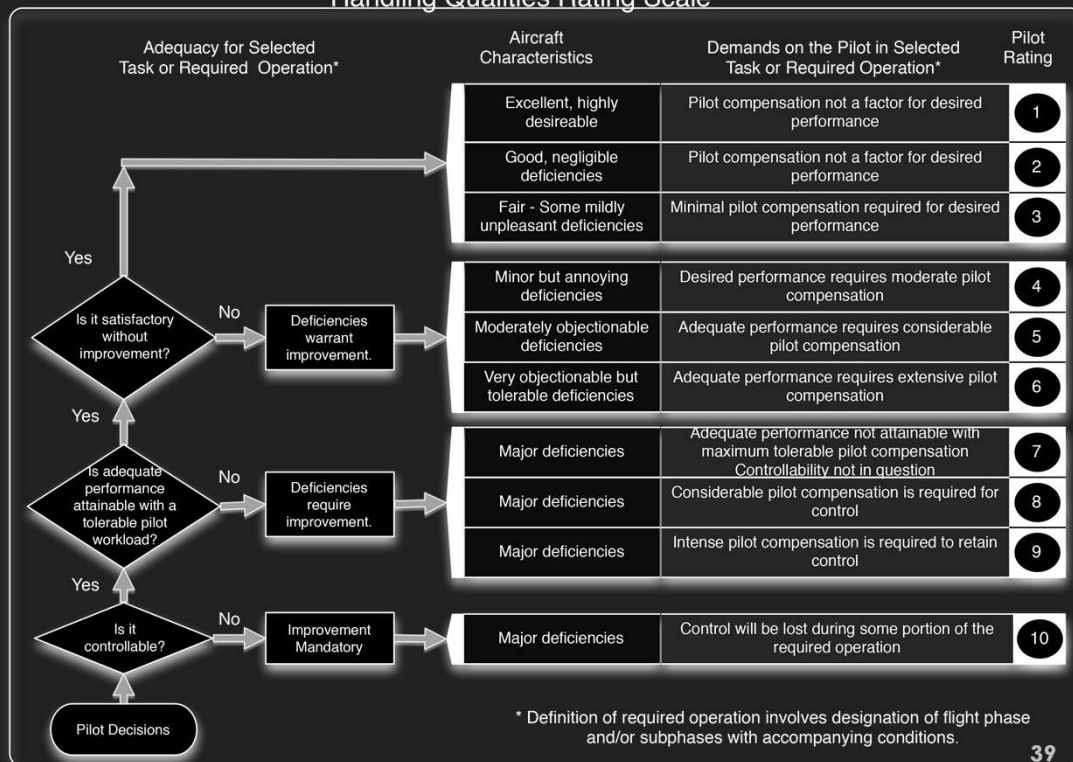 Handling Qualities Rating Scale
Adequacy for Selected
Task or Required Operation*
Aircraft
Characteristics
Demands on the Pilot in Selected
Task or Required Operation*
Pilot
Rating
Excellent, highly
desireable
Pilot compensation not a factor for desired
performance
1
Good, negligible
deficiencies
Pilot compensation not a factor for desired
performance
2
Fair - Some mildly
unpleasant deficiencies
Minimal pilot compensation required for desired
performance
3
Yes
Is it satisfactory
without
improvement?
No
Deficiencies
warrant
improvement.
Minor but annoying
deficiencies
Desired performance requires moderate pilot
compensation
4
Moderately objectionable
deficiencies
Adequate performance requires considerable
pilot compensation
5
Very objectionable but
tolerable deficiencies
Adequate performance requires extensive pilot
compensation
6
Yes
Is adequate
performance
attainable with a
tolerable pilot
workload?
No
Deficiencies
require
improvement.
Major deficiencies
Adequate performance not attainable with
maximum tolerable pilot compensation
Controllability not in question
7
Major deficiencies
Considerable pilot compensation is required for
control
8
Major deficiencies
Intense pilot compensation is required to retain
control
9
Yes
Is it
controllable?
No
Improvement
Mandatory
Major deficiencies
Control will be lost during some portion of the
required operation
10
Pilot Decisions
* Definition of required operation involves designation of flight phase
and/or subphases with accompanying conditions.
39